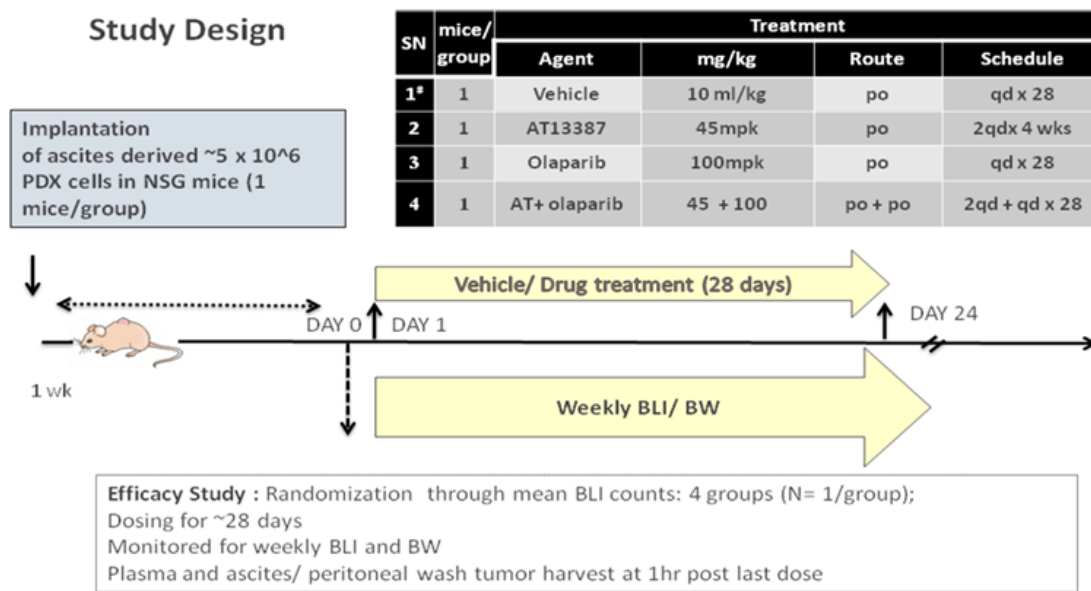 Study Design
SN mice/ group Treatment
Agent mg/kg Route Schedule
1# 1 Vehicle 10 ml/kg po qd x 28
2 1 AT13387 45mpk po 2qdx 4 wks
3 1 Olaparib 100mpk po qd x 28
4 1 AT+ olaparib 45 +100 po + po 2qd + qd x 28
Implantation
of ascites derived ~5 x 10^6
PDX cells in NSG mice (1
mice/group)
Vehicle/ Drug treatment (28 days)
DAY 0 DAY 1 DAY 24
1 wk
Weekly BLI/ BW
Efficacy Study : Randomization through mean BLI counts: 4 groups (N= 1/group);
Dosing for ~28 days
Monitored for weekly BLI and BW
Plasma and ascites/ peritoneal wash tumor harvest at 1hr post last dose